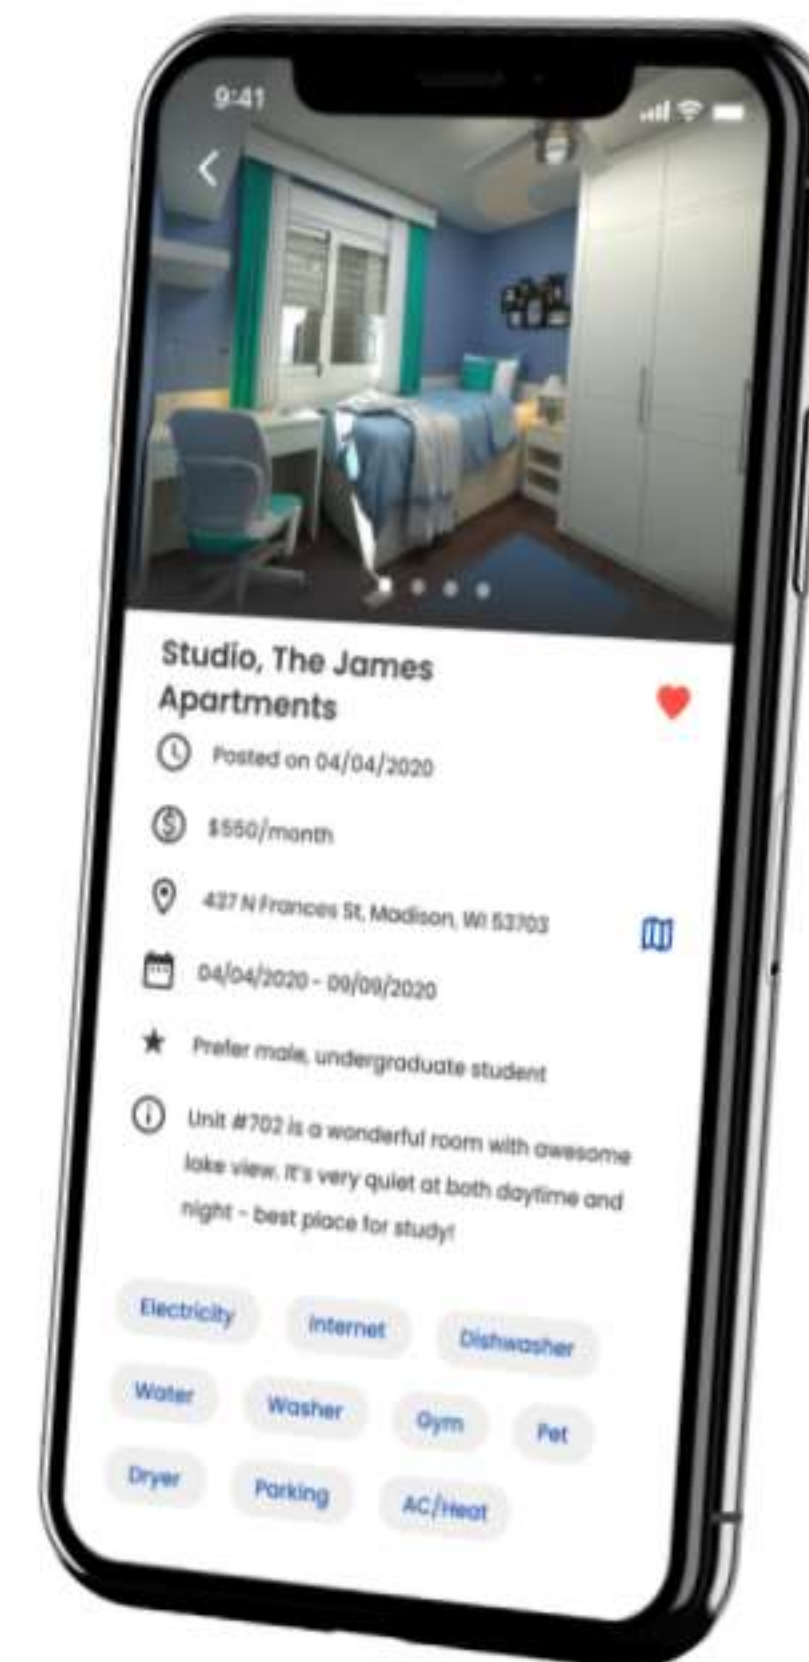 9:41
Studio, The James
Apartments
Posted on 04/04/2020
$550/month
437 N Frances St, Madison, WI 53703
04/04/2020 - 09/09/2020
Prefer male, undergraduate student
Unit #702 is a wonderful room with awesome
lake view. It's very quiet at both daytime and
night - best place for study!
Electricity Internet Dishwasher
Water Washer Gym Pet
Dryer Parking AC/Heat